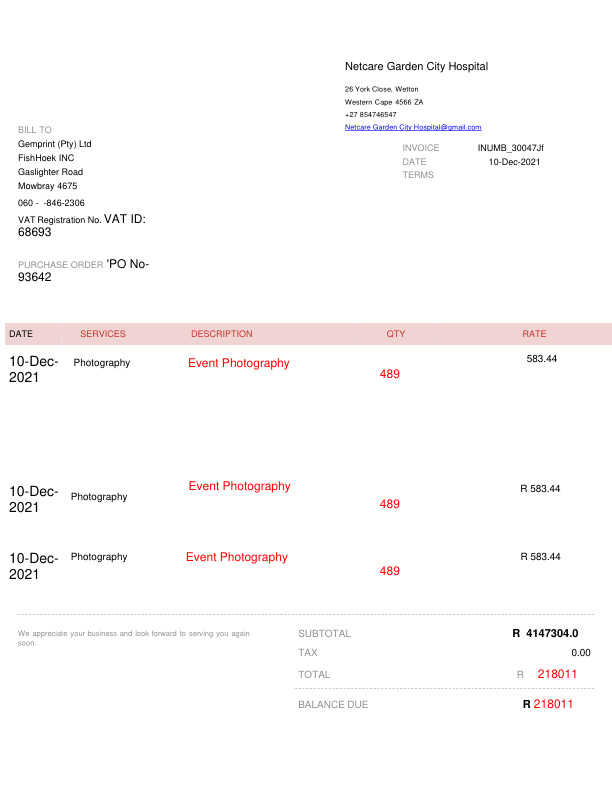 Netcare Garden City Hospital
26 York Close, Wetton
Western Cape 4566 ZA
+27 854746547
Netcare Garden City Hospital@gmail.com
BILL TO
Gemprint (Pty) Ltd
FishHoek INC
Gaslighter Road
Mowbray 4675
060 - -846-2306
VAT Registration No. VAT ID:
68693
INVOICE INUMB_30047Jf
DATE 10-Dec-2021
TERMS
PURCHASE ORDER 'PO No-
93642
DATE SERVICES DESCRIPTION QTY RATE
10-Dec-
2021 Photography Event Photography 489 583.44
10-Dec-
2021 Photography Event Photography 489 R 583.44
10-Dec-
2021 Photography Event Photography 489 R 583.44
We appreciate your business and look forward to serving you again
soon.
SUBTOTAL R 4147304.0
TAX 0.00
TOTAL R 218011
BALANCE DUE R 218011